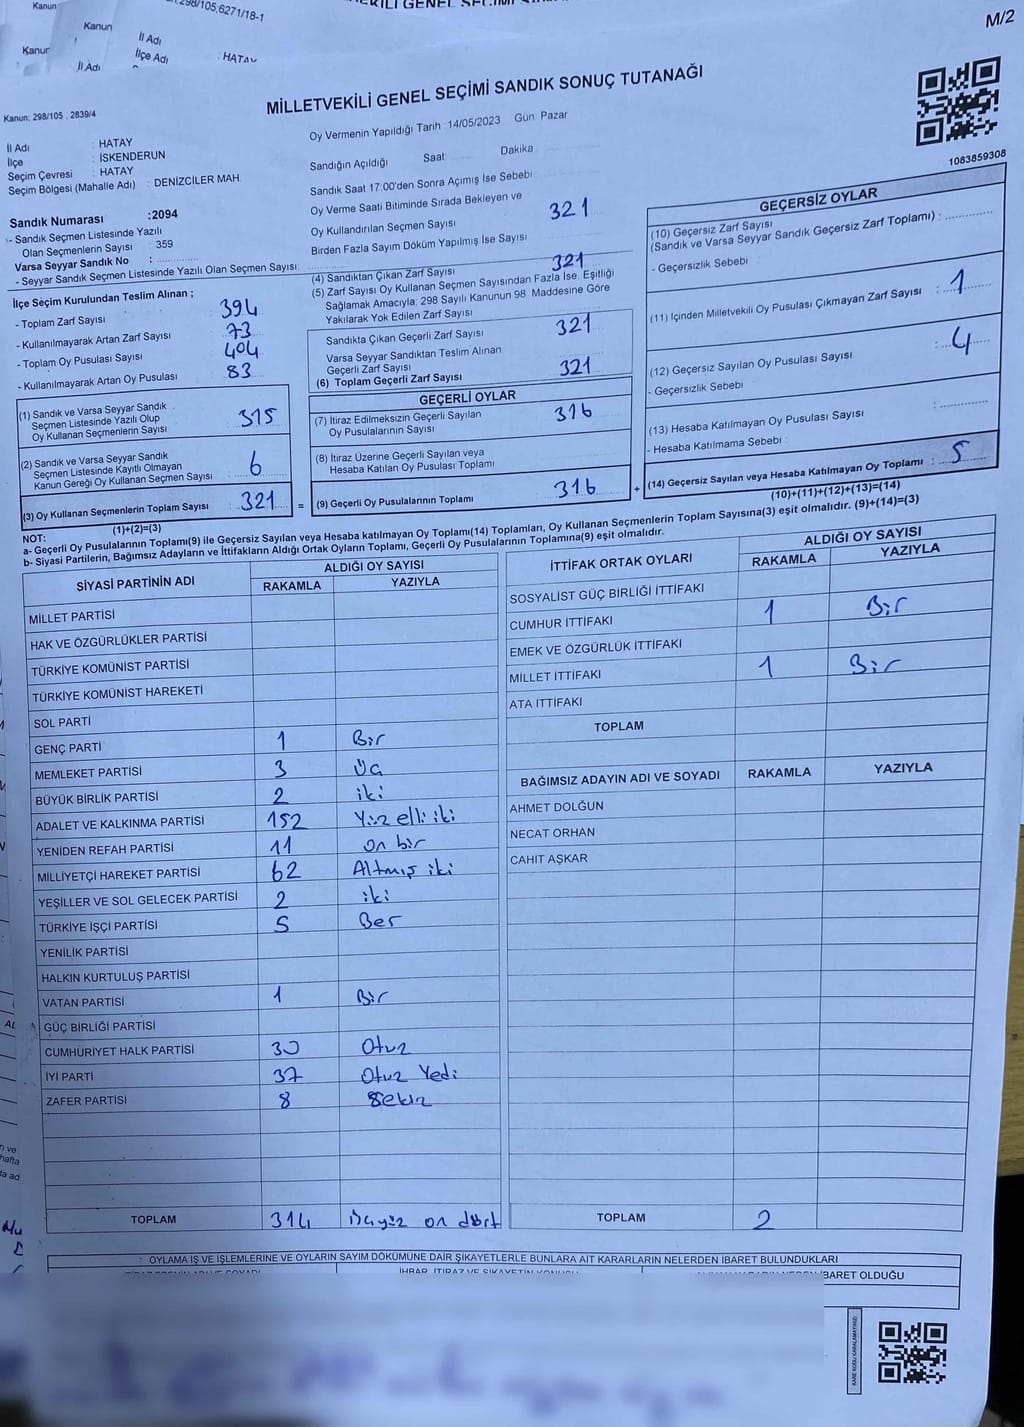 Kanun
298/105,6271/18-1
Kanun
İl Adı
Kanun
İlçe Adı : HATAY
İl Adı
M/2
MİLLETVEKİLİ GENEL SEÇİMİ SANDIK SONUÇ TUTANAĞI
Kanun: 298/105 , 2839/4
İl Adı : HATAY
İlçe : İSKENDERUN
Seçim Çevresi : HATAY
Seçim Bölgesi (Mahalle Adı) : DENİZCİLER MAH
Oy Vermenin Yapıldığı Tarih : 14/05/2023 Gün: Pazar
Sandığın Açıldığı Saat: ....... Dakika: ..............
Sandık Saat 17:00'den Sonra Açımış İse Sebebi
Oy Verme Saati Bitiminde Sırada Bekleyen ve
Oy Kullandırılan Seçmen Sayısı 321
Birden Fazla Sayım Döküm Yapılmış İse Sayısı
1083859308
Sandık Numarası :2094
- Sandık Seçmen Listesinde Yazılı
Olan Seçmenlerin Sayısı : 359
Varsa Seyyar Sandık No : ..............
- Seyyar Sandık Seçmen Listesinde Yazılı Olan Seçmen Sayısı:
İlçe Seçim Kurulundan Teslim Alınan ;
- Toplam Zarf Sayısı 394
- Kullanılmayarak Artan Zarf Sayısı 73
- Toplam Oy Pusulası Sayısı 404
- Kullanılmayarak Artan Oy Pusulası 83
(1) Sandık ve Varsa Seyyar Sandık
Seçmen Listesinde Yazılı Olup
Oy Kullanan Seçmenlerin Sayısı 315
(2) Sandık ve Varsa Seyyar Sandık
Seçmen Listesinde Kayıtlı Olmayan
Kanun Gereği Oy Kullanan Seçmen Sayısı 6
(3) Oy Kullanan Seçmenlerin Toplam Sayısı 321
(1)+(2)=(3)
(4) Sandıktan Çıkan Zarf Sayısı 321
(5) Zarf Sayısı Oy Kullanan Seçmen Sayısından Fazla İse, Eşitliği
Sağlamak Amacıyla, 298 Sayılı Kanunun 98. Maddesine Göre
Yakılarak Yok Edilen Zarf Sayısı
Sandıkta Çıkan Geçerli Zarf Sayısı 321
Varsa Seyyar Sandıktan Teslim Alınan
Geçerli Zarf Sayısı
(6) Toplam Geçerli Zarf Sayısı 321
GEÇERLİ OYLAR
(7) İtiraz Edilmeksizin Geçerli Sayılan
Oy Pusulalarının Sayısı 316
(8) İtiraz Üzerine Geçerli Sayılan veya
Hesaba Katılan Oy Pusulası Toplamı
= (9) Geçerli Oy Pusulalarının Toplamı 316 +
GEÇERSİZ OYLAR
(10) Geçersiz Zarf Sayısı
(Sandık ve Varsa Seyyar Sandık Geçersiz Zarf Toplamı) : ..............
- Geçersizlik Sebebi :
(11) İçinden Milletvekili Oy Pusulası Çıkmayan Zarf Sayısı : 1
(12) Geçersiz Sayılan Oy Pusulası Sayısı : 4
- Geçersizlik Sebebi :
(13) Hesaba Katılmayan Oy Pusulası Sayısı : ..............
- Hesaba Katılmama Sebebi :
(14) Geçersiz Sayılan veya Hesaba Katılmayan Oy Toplamı : 5
(10)+(11)+(12)+(13)=(14)
NOT:
a- Geçerli Oy Pusulalarının Toplamı(9) ile Geçersiz Sayılan veya Hesaba katılmayan Oy Toplamı(14) Toplamları, Oy Kullanan Seçmenlerin Toplam Sayısına(3) eşit olmalıdır. (9)+(14)=(3)
b- Siyasi Partilerin, Bağımsız Adayların ve İttifakların Aldığı Ortak Oyların Toplamı, Geçerli Oy Pusulalarının Toplamına(9) eşit olmalıdır.
SİYASİ PARTİNİN ADI ALDIĞI OY SAYISI
RAKAMLA YAZIYLA
MİLLET PARTİSİ
HAK VE ÖZGÜRLÜKLER PARTİSİ
TÜRKİYE KOMÜNİST PARTİSİ
TÜRKİYE KOMÜNİST HAREKETİ
SOL PARTİ
GENÇ PARTİ 1 Bir
MEMLEKET PARTİSİ 3 Üç
BÜYÜK BİRLİK PARTİSİ 2 iki
ADALET VE KALKINMA PARTİSİ 152 Yüz elli iki
YENİDEN REFAH PARTİSİ 11 on bir
MİLLİYETÇİ HAREKET PARTİSİ 62 Altmış iki
YEŞİLLER VE SOL GELECEK PARTİSİ 2 iki
TÜRKİYE İŞÇİ PARTİSİ 5 Beş
YENİLİK PARTİSİ
HALKIN KURTULUŞ PARTİSİ
VATAN PARTİSİ 1 Bir
GÜÇ BİRLİĞİ PARTİSİ
CUMHURİYET HALK PARTİSİ 30 Otuz
İYİ PARTİ 37 Otuz Yedi
ZAFER PARTİSİ 8 Sekiz
TOPLAM 314 üçyüz on dört
İTTİFAK ORTAK OYLARI ALDIĞI OY SAYISI
RAKAMLA YAZIYLA
SOSYALİST GÜÇ BİRLİĞİ İTTİFAKI
CUMHUR İTTİFAKI 1 Bir
EMEK VE ÖZGÜRLÜK İTTİFAKI
MİLLET İTTİFAKI 1 Bir
ATA İTTİFAKI
TOPLAM
BAĞIMSIZ ADAYIN ADI VE SOYADI RAKAMLA YAZIYLA
AHMET DOLĞUN
NECAT ORHAN
CAHİT AŞKAR
TOPLAM 2
OYLAMA İŞ VE İŞLEMLERİNE VE OYLARIN SAYIM DÖKÜMÜNE DAİR ŞİKAYETLERLE BUNLARA AİT KARARLARIN NELERDEN İBARET BULUNDUKLARI
İHBAR, İTİRAZ VE ŞİKAYETİN KONUSU
İBARET OLDUĞU
KARE KODU KARALAMAYINIZ